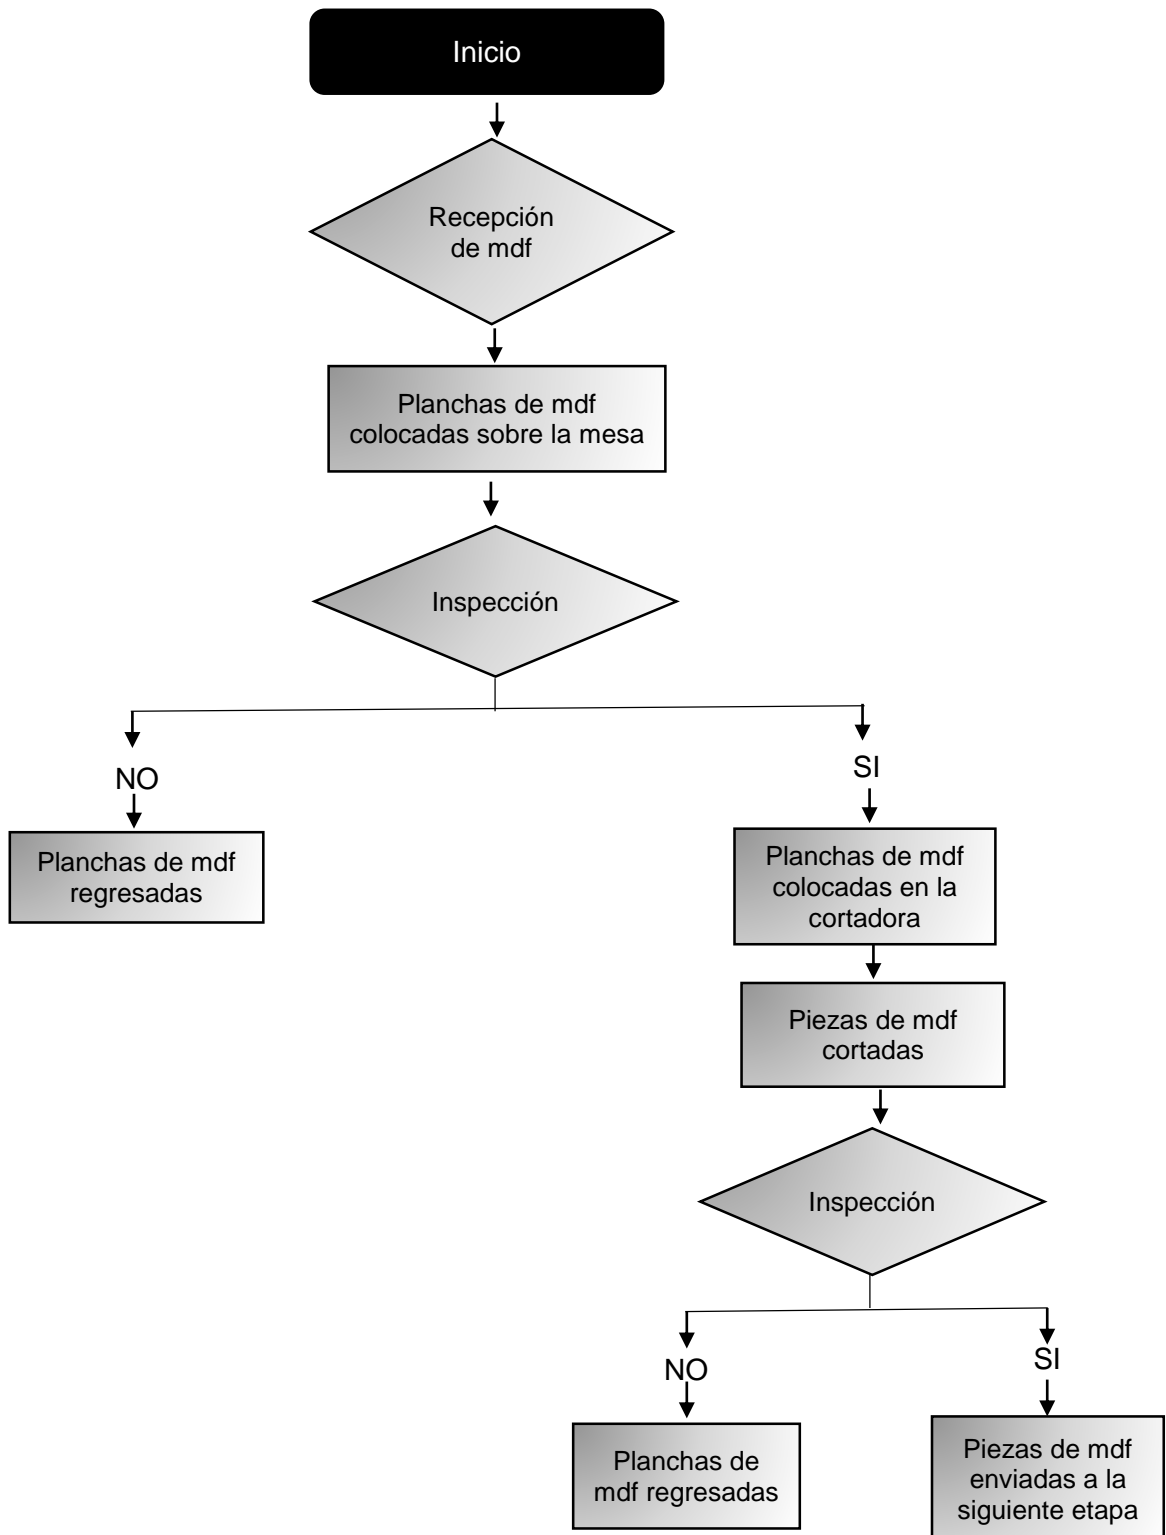 Inicio
Recepción
de mdf
Planchas de mdf
colocadas sobre la mesa
Inspección
NO
SI
Planchas de mdf
regresadas
Planchas de mdf
colocadas en la
cortadora
Piezas de mdf
cortadas
Inspección
NO
SI
Planchas de
mdf regresadas
Piezas de mdf
enviadas a la
siguiente etapa